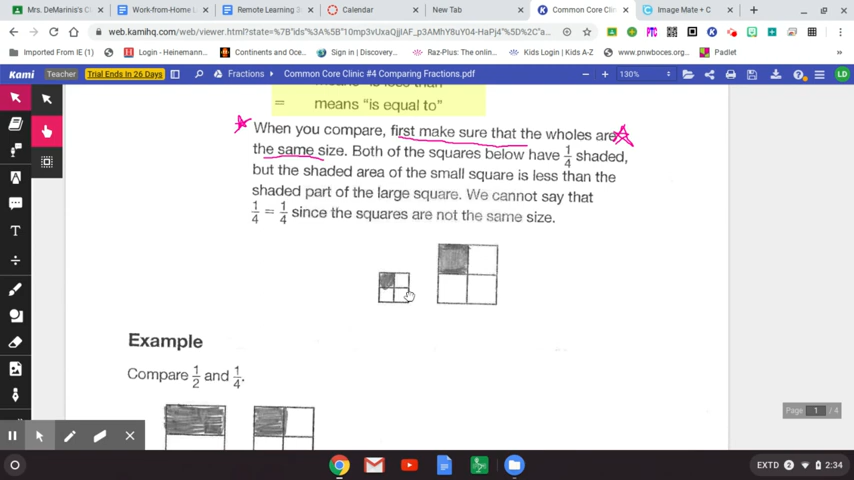 Mrs. DeMarinis's Cla
Work-from-Home L
Remote Learning 2
Calendar
New Tab
Common Core Clini
Image Mate + C
web.kamihq.com/web/viewer.html?state=%7B"ids"%3A%5B"10mp3vUxaQjjIAF_p3AMhY8uY04-HaPj4"%5D%2C"a...
Imported From IE (1)
Login - Heinemann...
Continents and Oce...
Sign in | Discovery...
Raz-Plus: The onlin...
Kids Login | Kids A-Z
www.pnwboces.org...
Padlet
Kami
Teacher
Trial Ends In 26 Days
Fractions
Common Core Clinic #4 Comparing Fractions.pdf
130%
LD
means "is less than"
= means "is equal to"
When you compare, first make sure that the wholes are
the same size. Both of the squares below have 1/4 shaded,
but the shaded area of the small square is less than the
shaded part of the large square. We cannot say that
1/4 = 1/4 since the squares are not the same size.
Example
Compare 1/2 and 1/4.
Page 1 / 4
EXTD 2 2:34